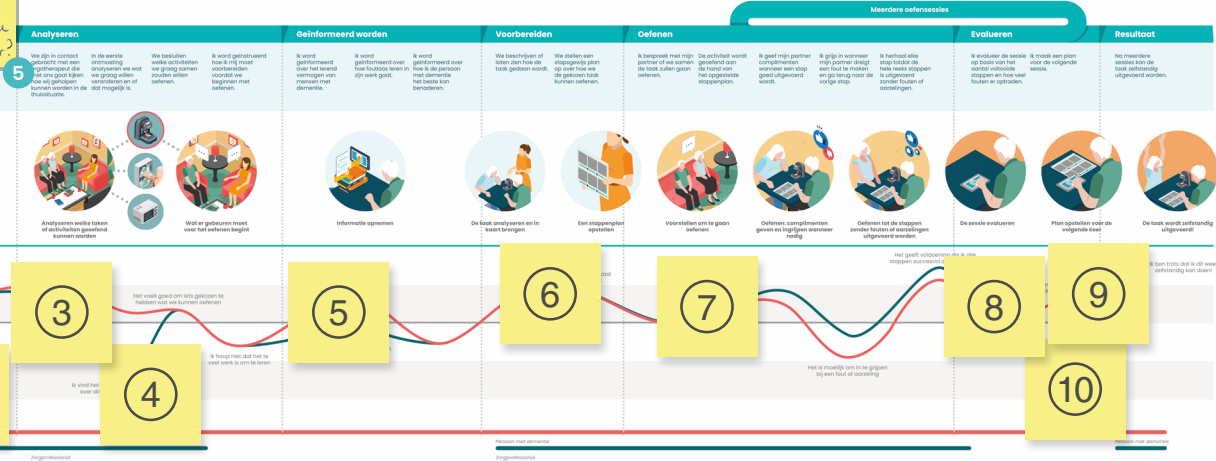 Meerdere oefensessies
Analyseren
Geïnformeerd worden
Voorbereiden
Oefenen
Evalueren
Resultaat
5
We zijn in contact
gebracht met een
ergotherapeut die
met ons gaat kijken
hoe wij geholpen
kunnen worden in de
thuissituatie.
In de eerste
ontmoeting
analyseren we wat
we graag willen
veranderen en of
dat mogelijk is.
We besluiten
welke activiteiten
we graag samen
zouden willen
oefenen.
Ik word geïnstrueerd
hoe ik mij moet
voorbereiden
voordat we
beginnen met
oefenen.
Ik word
geïnformeerd
over het lerend
vermogen van
mensen met
dementie.
Ik word
geïnformeerd over
hoe foutloos leren in
zijn werk gaat.
Ik word
geïnformeerd over
hoe ik de persoon
met dementie
het beste kan
benaderen.
We beschrijven of
laten zien hoe de
taak gedaan wordt.
We stellen een
stapsgewijs plan
op over hoe we
de gekozen taak
kunnen oefenen.
Ik bespreek met mijn
partner of we samen
de taak zullen gaan
oefenen.
De activiteit wordt
geoefend aan
de hand van
het opgestelde
stappenplan.
Ik geef mijn partner
complimenten
wanneer een stap
goed uitgevoerd
wordt.
Ik grijp in wanneer
mijn partner dreigt
een fout te maken
en ga terug naar de
vorige stap.
Ik herhaal elke
stap totdat de
hele reeks stappen
is uitgevoerd
zonder fouten of
aarzelingen.
Ik evalueer de sessie
op basis van het
aantal voltooide
stappen en hoe veel
fouten er optraden.
Ik maak een plan
voor de volgende
sessie.
Na meerdere
sessies kan de
taak zelfstandig
uitgevoerd worden.
Analyseren welke taken
of activiteiten geoefend
kunnen worden
Wat er gebeuren moet
voor het oefenen begint
Informatie opnemen
De taak analyseren en in
kaart brengen
Een stappenplan
opstellen
Voorstellen om te gaan
oefenen
Oefenen: complimenten
geven en ingrijpen wanneer
nodig
Oefenen tot de stappen
zonder fouten of aarzelingen
uitgevoerd worden
De sessie evalueren
Plan opstellen voor de
volgende keer
De taak wordt zelfstandig
uitgevoerd!
Het geeft voldoening als ik alle
stappen succesvol
ik ben trots dat ik dit
zelfstandig kan doen!
Het voelt goed om iets gekozen te
hebben wat we kunnen oefenen
3
5
6
7
8
9
Ik hoop niet dat het te
veel werk is om te leren
Het is moeilijk om in te grijpen
bij een fout of aarzeling
Ik vind het
over
4
10
Persoon met dementie
Persoon met dementie
Zorgprofessional
Zorgprofessional